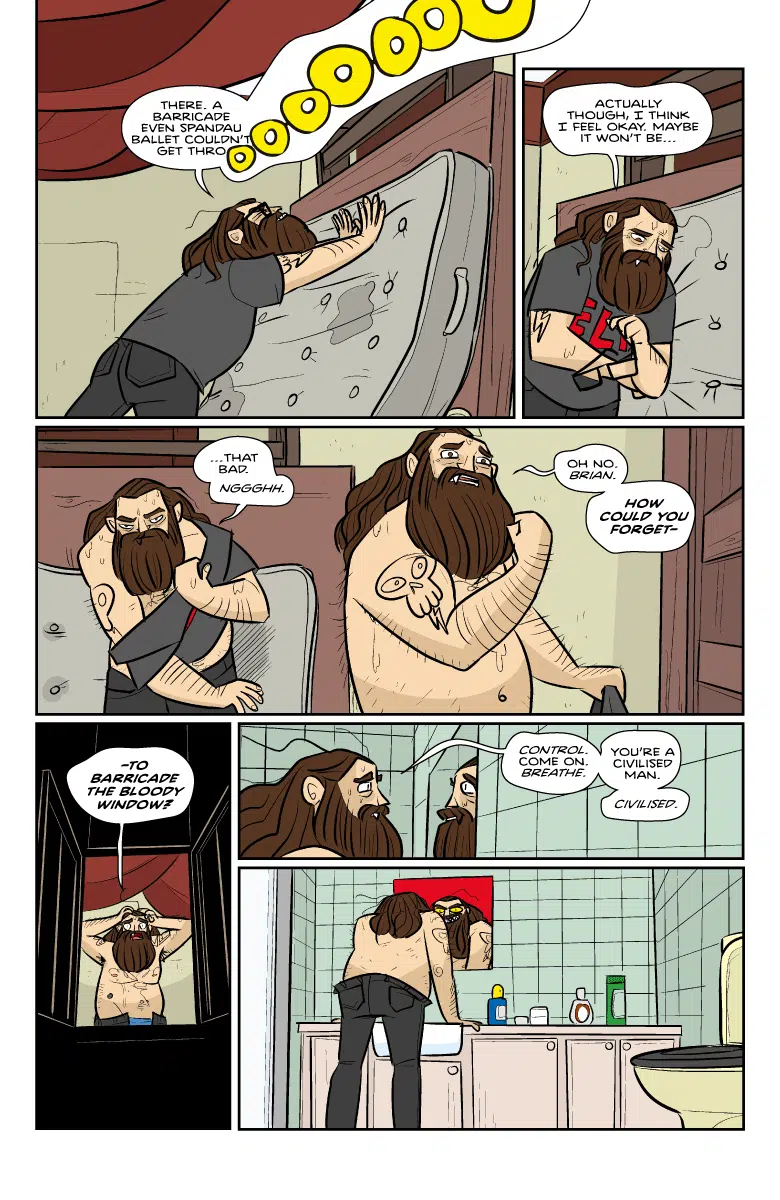 THERE. A
BARRICADE
EVEN SPANDAU
BALLET COULDN'T
GET THRO
OOOOOOOO
ACTUALLY
THOUGH, I THINK
I FEEL OKAY. MAYBE
IT WON'T BE...
ELF
...THAT
BAD.
NGGGHH.
OH NO.
BRIAN.
HOW
COULD YOU
FORGET-
-TO
BARRICADE
THE BLOODY
WINDOW?
CONTROL.
COME ON.
BREATHE.
YOU'RE A
CIVILISED
MAN.
CIVILISED.